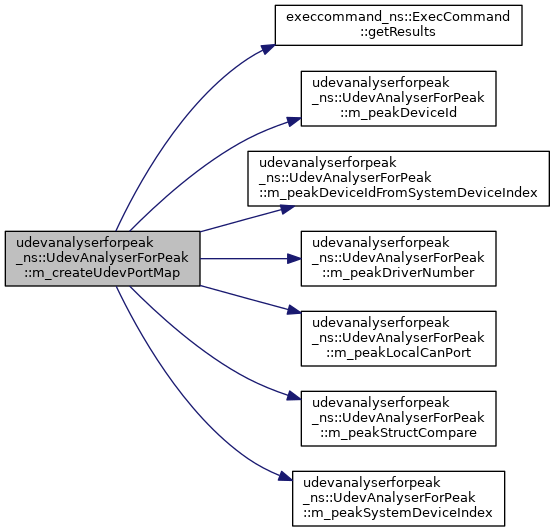 execcommand_ns::ExecCommand
::getResults
udevanalyserforpeak
_ns::UdevAnalyserForPeak
::m_peakDeviceId
udevanalyserforpeak
_ns::UdevAnalyserForPeak
::m_peakDeviceIdFromSystemDeviceIndex
udevanalyserforpeak
_ns::UdevAnalyserForPeak
::m_createUdevPortMap
udevanalyserforpeak
_ns::UdevAnalyserForPeak
::m_peakDriverNumber
udevanalyserforpeak
_ns::UdevAnalyserForPeak
::m_peakLocalCanPort
udevanalyserforpeak
_ns::UdevAnalyserForPeak
::m_peakStructCompare
udevanalyserforpeak
_ns::UdevAnalyserForPeak
::m_peakSystemDeviceIndex